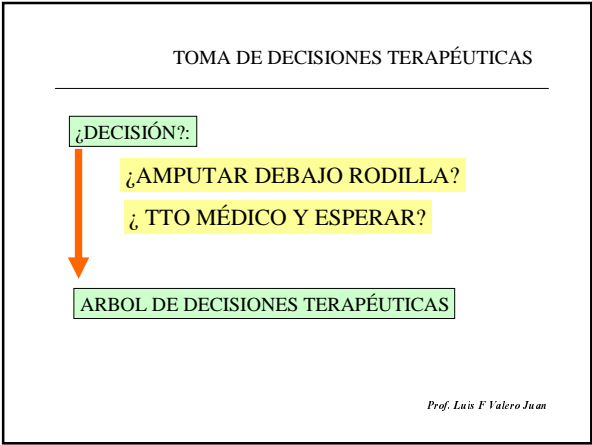 TOMA DE DECISIONES TERAPÉUTICAS
¿DECISIÓN?:
¿AMPUTAR DEBAJO RODILLA?
¿ TTO MÉDICO Y ESPERAR?
ARBOL DE DECISIONES TERAPÉUTICAS
Prof. Luis F Valero Juan